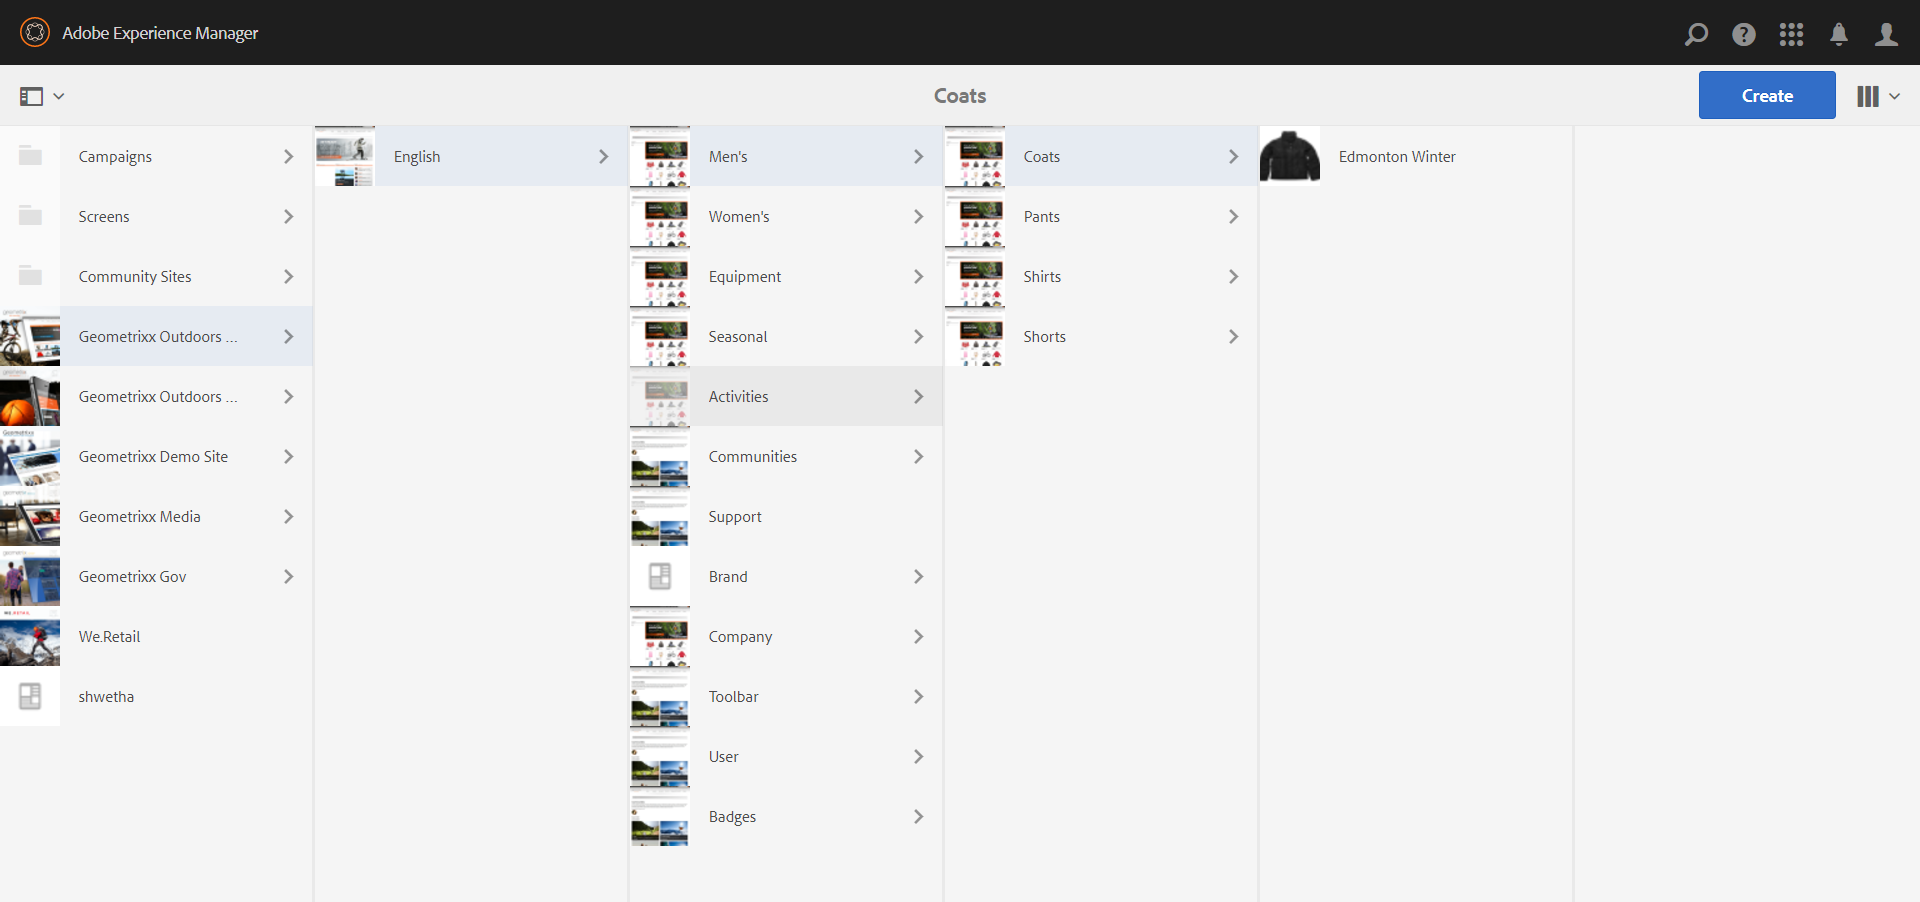 Adobe Experience Manager
Coats
Create
Campaigns
Screens
Community Sites
Geometrixx Outdoors ...
Geometrixx Outdoors ...
Geometrixx Demo Site
Geometrixx Media
Geometrixx Gov
We.Retail
shwetha
English
Men's
Women's
Equipment
Seasonal
Activities
Communities
Support
Brand
Company
Toolbar
User
Badges
Coats
Pants
Shirts
Shorts
Edmonton Winter